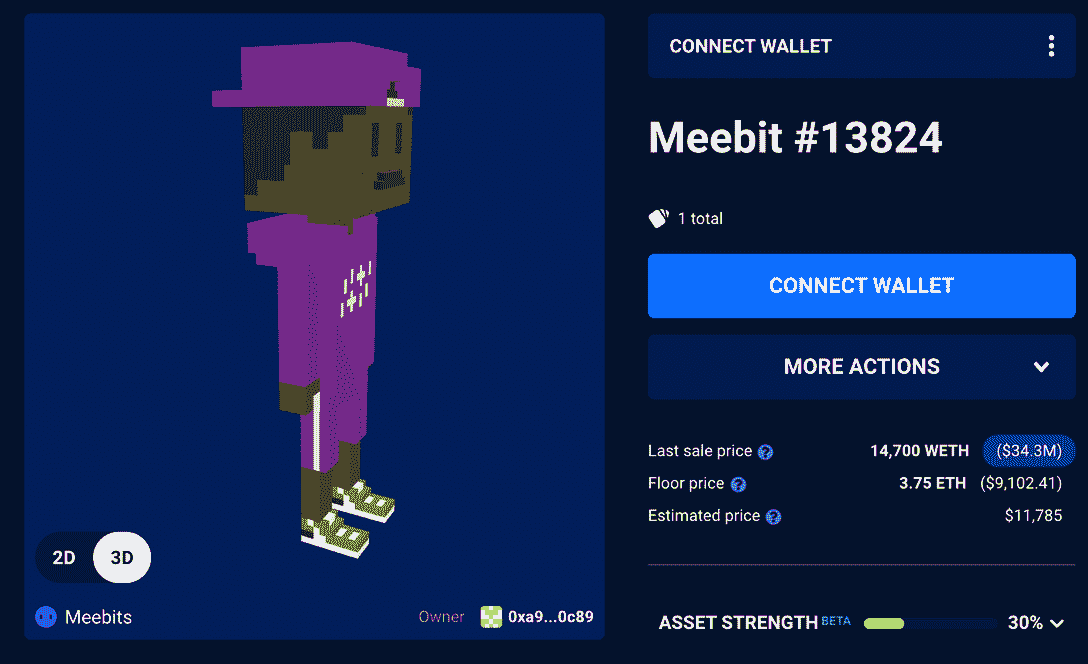 CONNECT WALLET
Meebit #13824
1 total
CONNECT WALLET
MORE ACTIONS
Last sale price 14,700 WETH ($34.3M)
Floor price 3.75 ETH ($9,102.41)
Estimated price $11,785
ASSET STRENGTH BETA 30%
2D 3D
Meebits Owner 0xa9...0c89